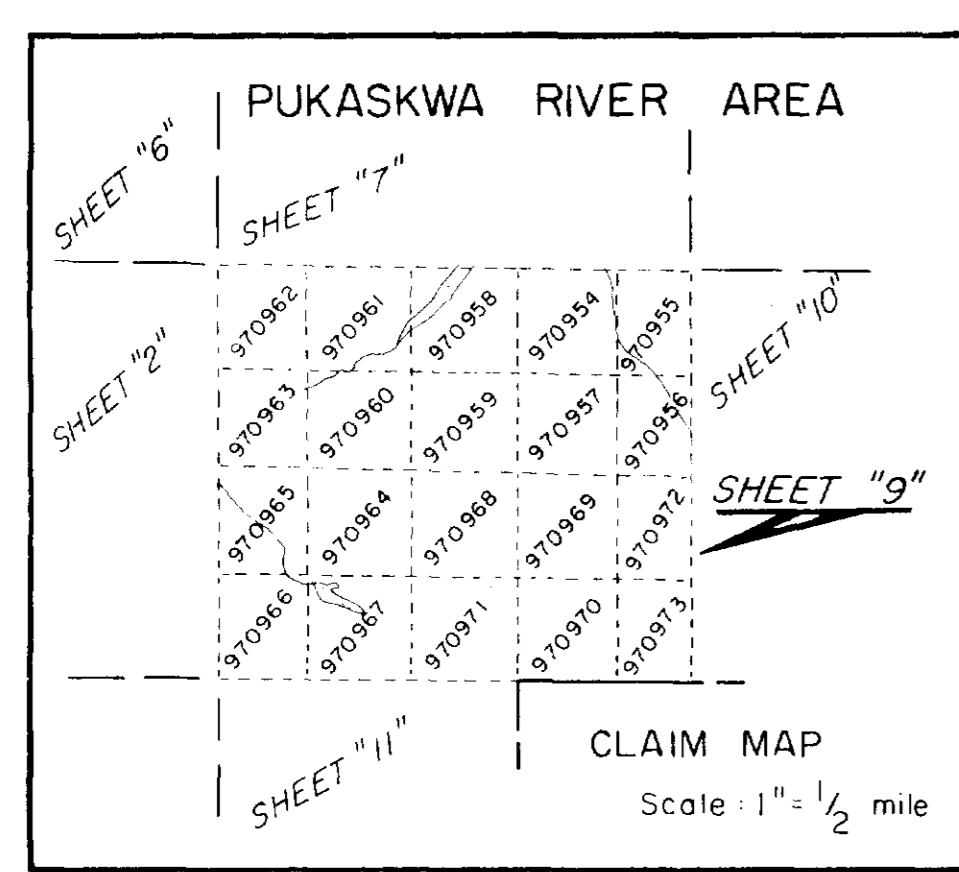 PUKASKWA RIVER AREA
SHEET "6"
SHEET "7"
970962 970961 970958 970954 970955
SHEET "2"
SHEET "10"
970963 970960 970959 970957 970956
SHEET "9"
970965 970964 970968 970969 970972
970966 970967 970971 970970 970973
SHEET "11"
CLAIM MAP
Scale : 1" = 1/2 mile